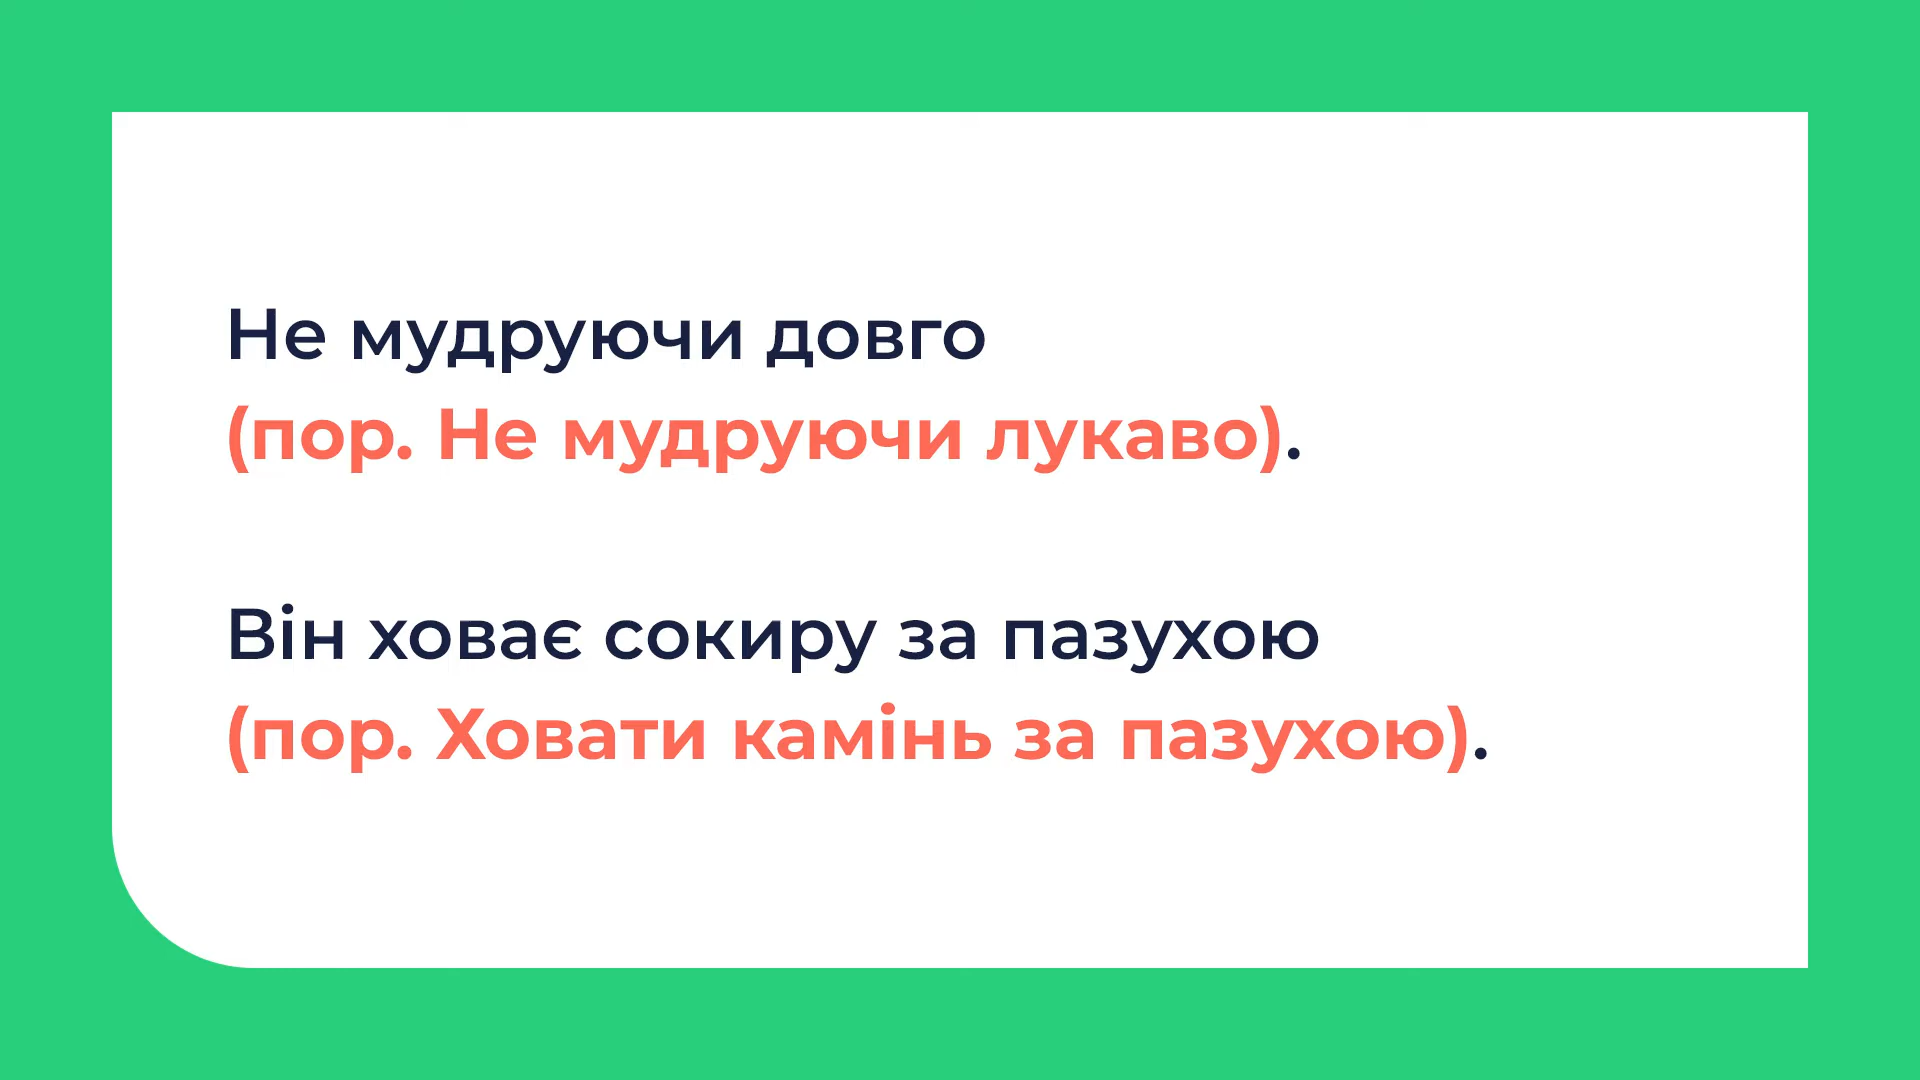 Не мудруючи довго
(пор. Не мудруючи лукаво).
Він ховає сокиру за пазухою
(пор. Ховати камінь за пазухою).